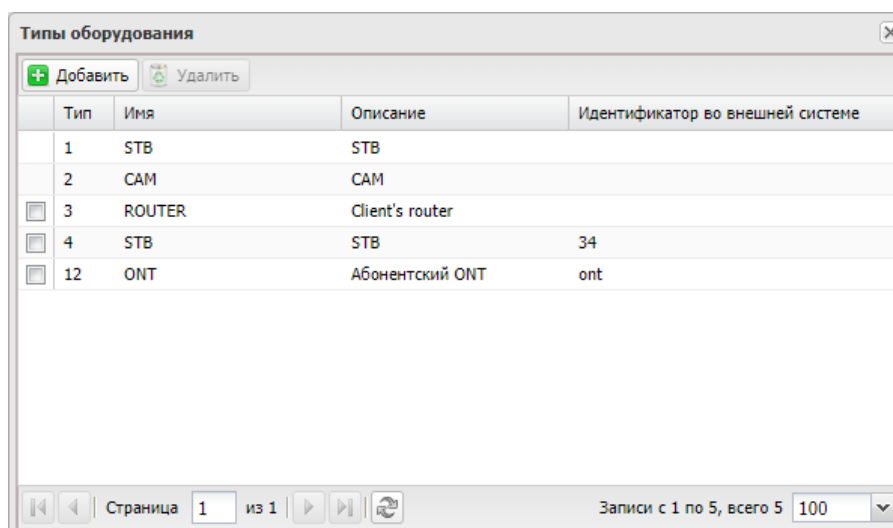 Типы оборудования
Добавить Удалить
Тип Имя Описание Идентификатор во внешней системе
1 STB STB
2 CAM CAM
3 ROUTER Client's router
4 STB STB 34
12 ONT Абонентский ONT ont
Страница 1 из 1 Записи с 1 по 5, всего 5 100